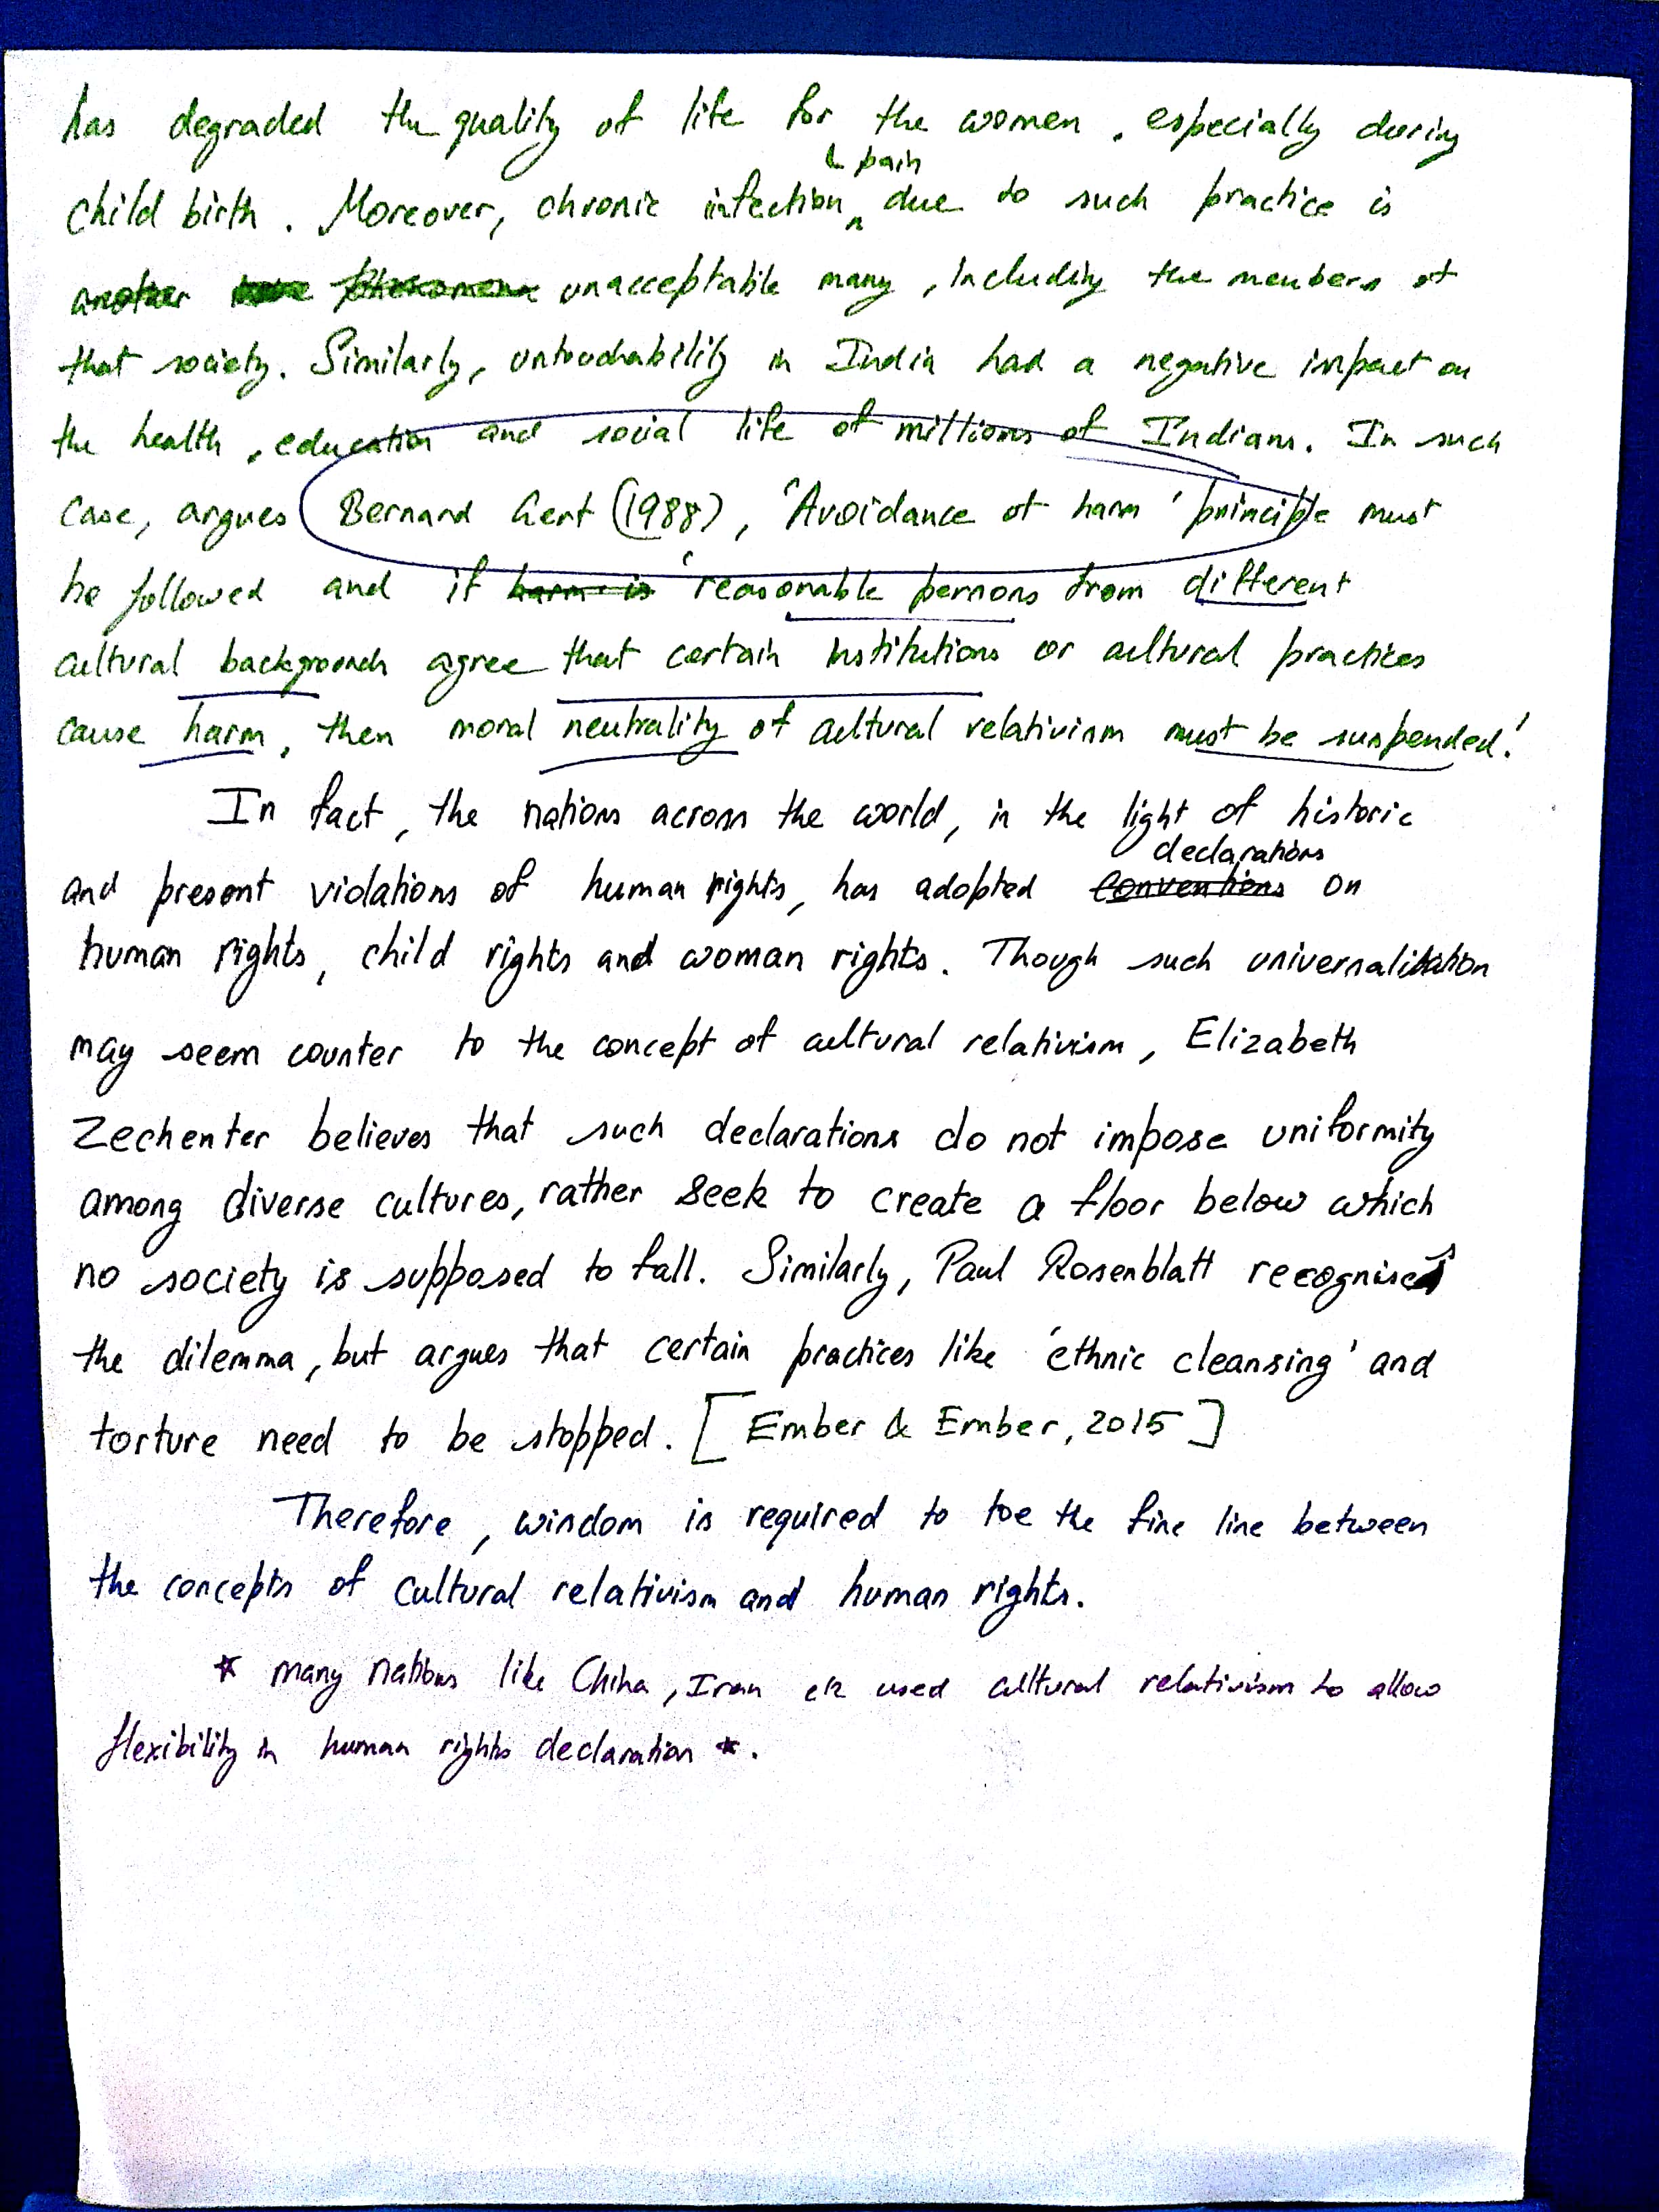 has degraded the quality of life for the women, especially during
pain
child birth. Moreover, chronic infection due to such practice is
another unacceptable many, including the members of
that society. Similarly, untouchability in India had a negative impact on
the health, education and social life of millions of Indians. In such
case, argues Bernard Gert (1988), 'Avoidance of harm' principle must
be followed and if harm is 'reasonable persons from different
cultural backgrounds agree that certain institutions or cultural practices
cause harm, then moral neutrality of cultural relativism must be suspended!
In fact, the nations across the world, in the light of historic
declarations
and present violations of human rights, has adopted conventions on
human rights, child rights and woman rights. Though such universalisation
may seem counter to the concept of cultural relativism, Elizabeth
Zechenter believes that such declarations do not impose uniformity
among diverse cultures, rather seek to create a floor below which
no society is supposed to fall. Similarly, Paul Rosenblatt recognises
the dilemma, but argues that certain practices like 'ethnic cleansing' and
torture need to be stopped. [Ember & Ember, 2015]
Therefore, wisdom is required to toe the fine line between
the concepts of cultural relativism and human rights.
* many nations like China, Iran etc used cultural relativism to allow
flexibility in human rights declaration *.